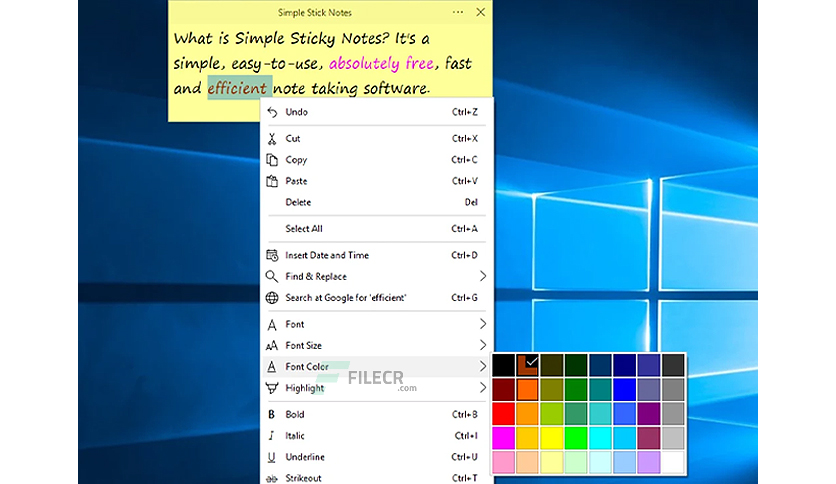 Simple Stick Notes
What is Simple Sticky Notes? It's a
simple, easy-to-use, absolutely free, fast
and efficient note taking software.
Undo Ctrl+Z
Cut Ctrl+X
Copy Ctrl+C
Paste Ctrl+V
Delete Del
Select All Ctrl+A
Insert Date and Time Ctrl+D
Find & Replace
Search at Google for 'efficient' Ctrl+G
Font
Font Size
Font Color
FILECR
.com
Highlight
Bold Ctrl+B
Italic Ctrl+I
Underline Ctrl+U
Strikeout Ctrl+T